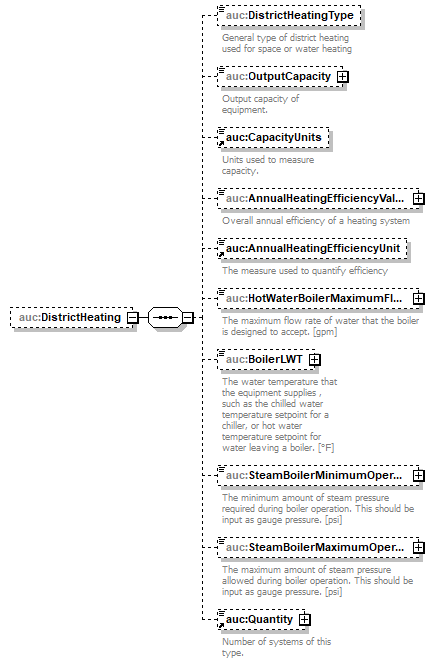 auc:DistrictHeatingType
General type of district heating
used for space or water heating
auc:OutputCapacity
Output capacity of
equipment.
auc:CapacityUnits
Units used to measure
capacity.
auc:AnnualHeatingEfficiencyVal...
Overall annual efficiency of a heating system
auc:AnnualHeatingEfficiencyUnit
The measure used to quantify efficiency
auc:DistrictHeating
auc:HotWaterBoilerMaximumFl...
The maximum flow rate of water that the boiler
is designed to accept. [gpm]
auc:BoilerLWT
The water temperature that
the equipment supplies ,
such as the chilled water
temperature setpoint for a
chiller, or hot water
temperature setpoint for
water leaving a boiler. [°F]
auc:SteamBoilerMinimumOper...
The minimum amount of steam pressure
required during boiler operation. This should be
input as gauge pressure. [psi]
auc:SteamBoilerMaximumOper...
The maximum amount of steam pressure
allowed during boiler operation. This should be
input as gauge pressure. [psi]
auc:Quantity
Number of systems of this
type.